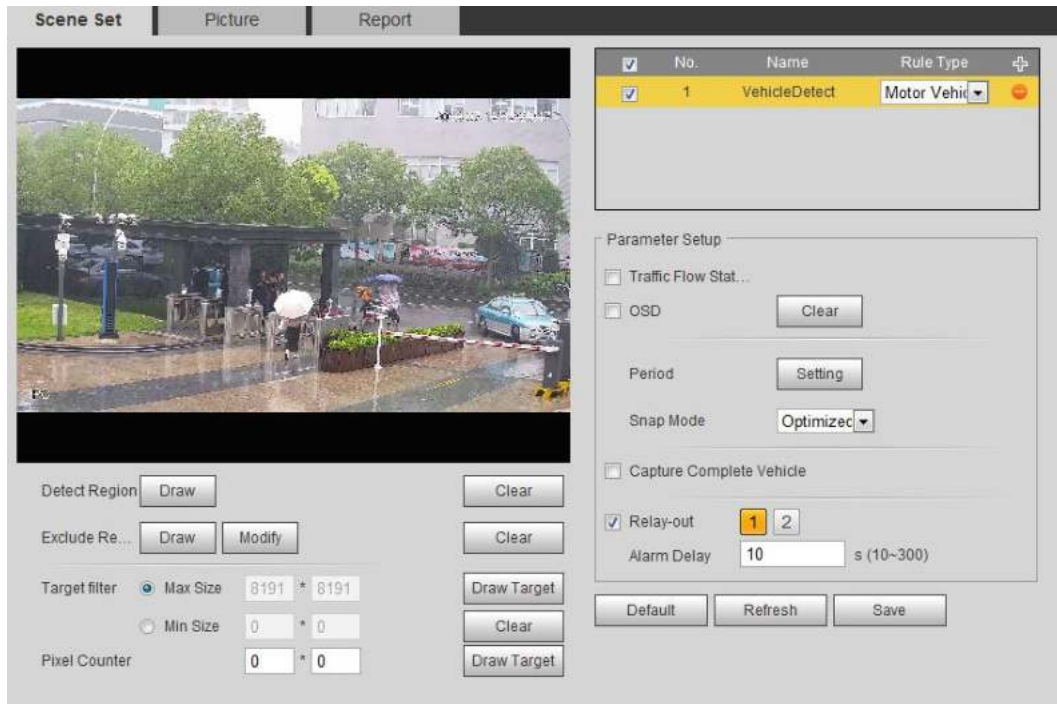 Scene Set Picture Report
No. Name Rule Type
1 VehicleDetect Motor Vehic
Parameter Setup
Traffic Flow Stat...
OSD Clear
Period Setting
Snap Mode Optimized
Capture Complete Vehicle
Relay-out 1 2
Alarm Delay 10 s (10~300)
Default Refresh Save
Detect Region Draw Clear
Exclude Re... Draw Modify Clear
Target filter Max Size 8191 * 8191 Draw Target
Min Size 0 * 0 Clear
Pixel Counter 0 * 0 Draw Target